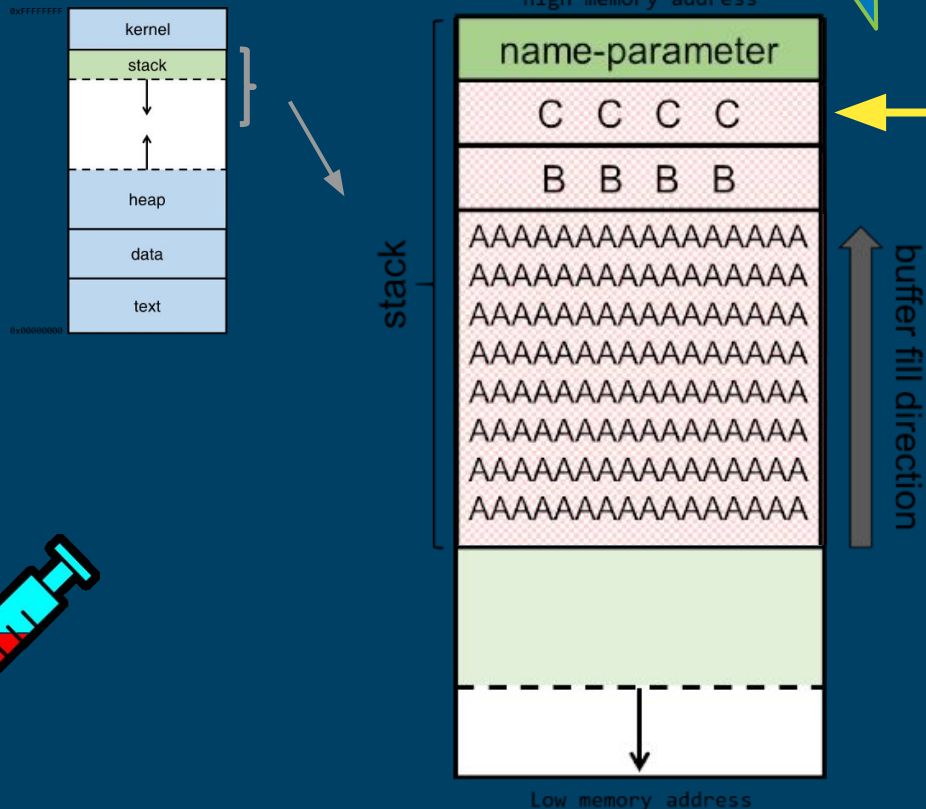 0xFFFFFFFF
kernel
stack
heap
data
text
0x00000000
High memory address
name-parameter
C C C C
B B B B
AAAAAAAAAAAAAAAA
AAAAAAAAAAAAAAAA
AAAAAAAAAAAAAAAA
AAAAAAAAAAAAAAAA
AAAAAAAAAAAAAAAA
AAAAAAAAAAAAAAAA
AAAAAAAAAAAAAAAA
AAAAAAAAAAAAAAAA
stack
buffer fill direction
Low memory address